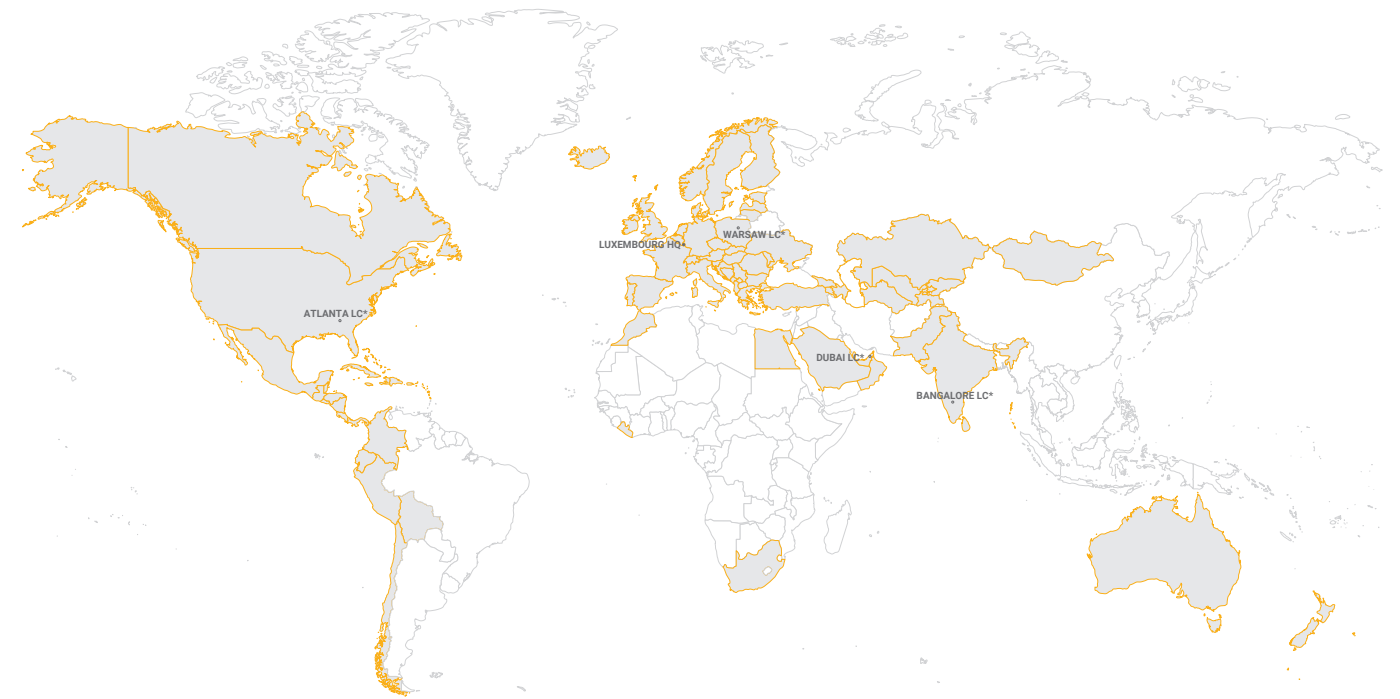 WARSAW LC*
LUXEMBOURG HQ*
ATLANTA LC*
DUBAI LC*
BANGALORE LC*